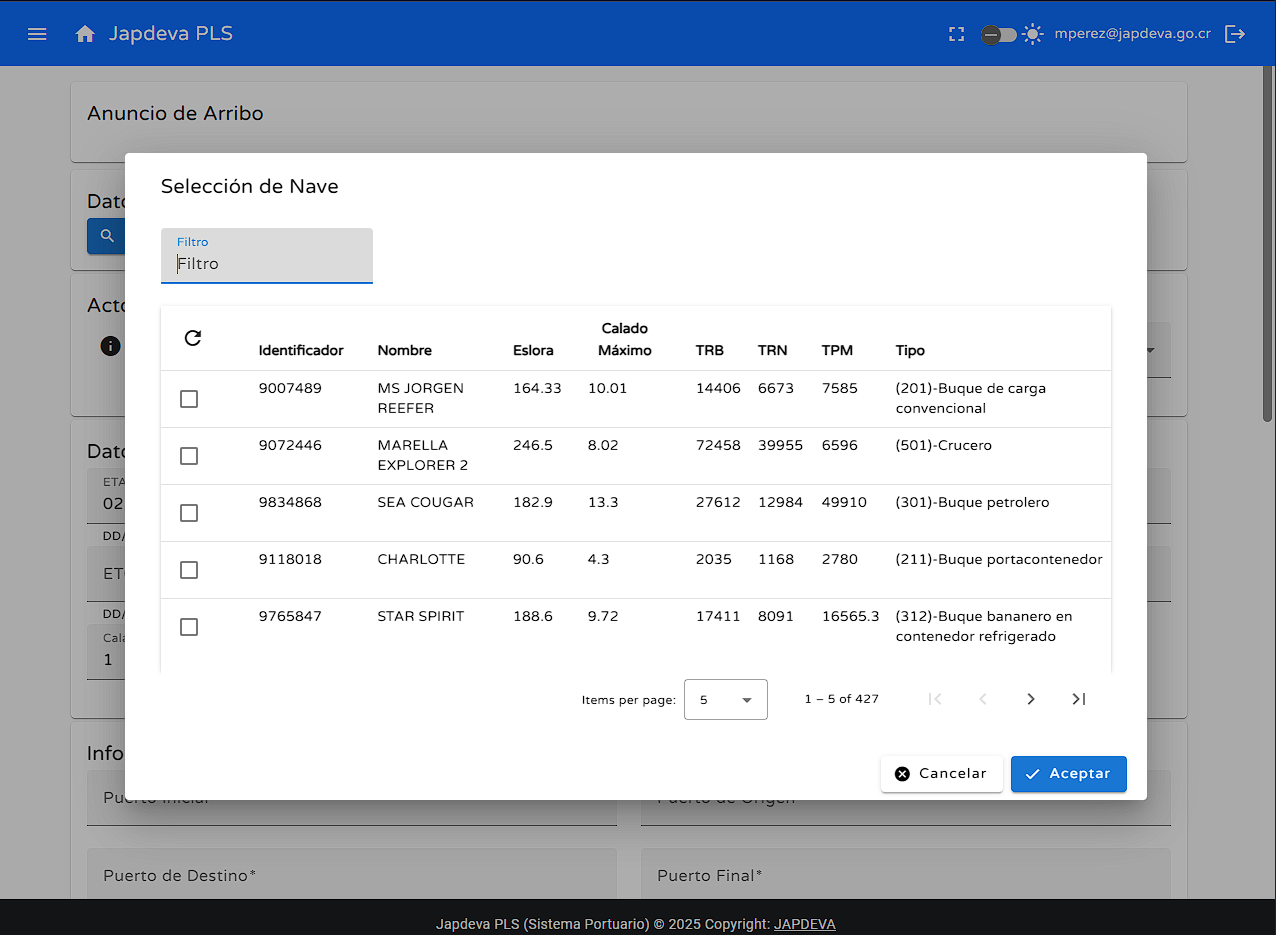 Japdeva PLS
mperez@japdeva.go.cr
Anuncio de Arribo
Selección de Nave
Filtro
Filtro
Calado
Identificador Nombre Eslora Máximo TRB TRN TPM Tipo
9007489 MS JORGEN 164.33 10.01 14406 6673 7585 (201)-Buque de carga
REEFER convencional
9072446 MARELLA 246.5 8.02 72458 39955 6596 (501)-Crucero
EXPLORER 2
9834868 SEA COUGAR 182.9 13.3 27612 12984 49910 (301)-Buque petrolero
9118018 CHARLOTTE 90.6 4.3 2035 1168 2780 (211)-Buque portacontenedor
9765847 STAR SPIRIT 188.6 9.72 17411 8091 16565.3 (312)-Buque bananero en
contenedor refrigerado
Items per page: 5 1 – 5 of 427
Cancelar Aceptar
ETA
02
DD/
DD/
1
Puerto Inicial Puerto de Origen
Puerto de Destino* Puerto Final*
Japdeva PLS (Sistema Portuario) © 2025 Copyright: JAPDEVA